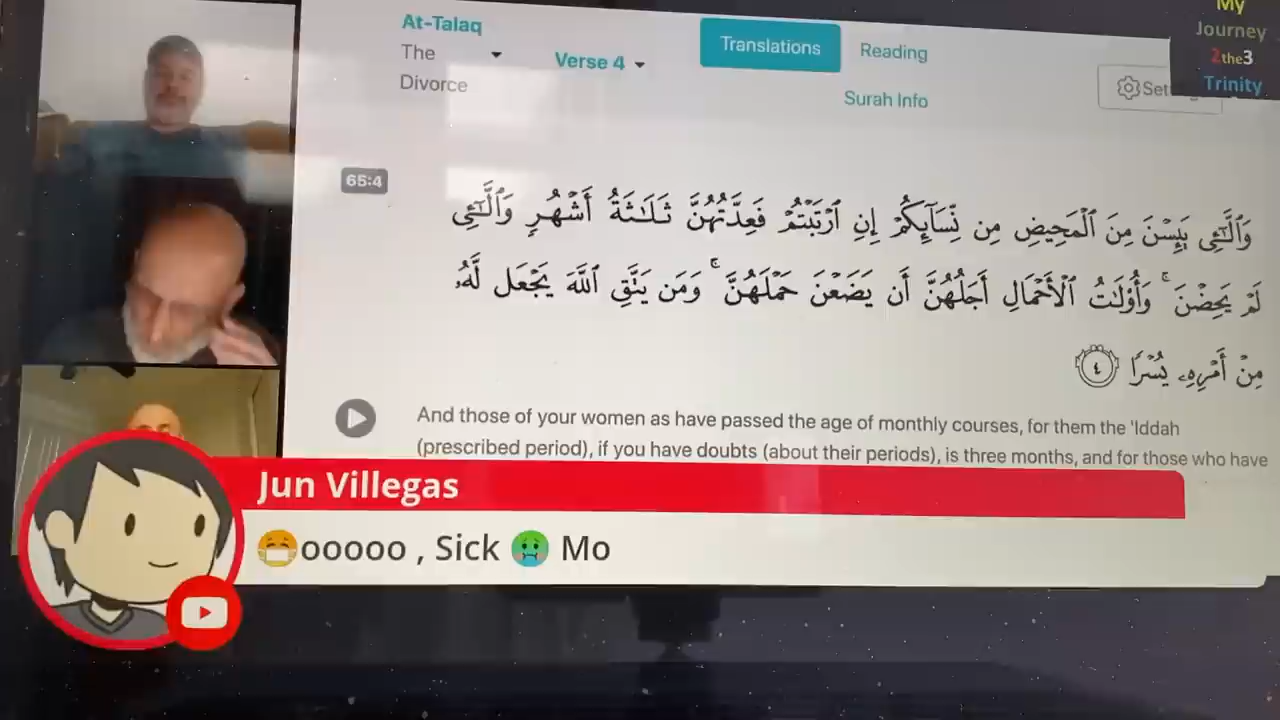 At-Talaq
The
Divorce
Verse 4
Translations
Reading
Surah Info
My
Journey
2the3
Trinity
65:4
وَٱلَّـٰٓـِٔى يَئِسْنَ مِنَ ٱلْمَحِيضِ مِن نِّسَآئِكُمْ إِنِ ٱرْتَبْتُمْ فَعِدَّتُهُنَّ ثَلَـٰثَةُ أَشْهُرٍ وَٱلَّـٰٓـِٔى
لَمْ يَحِضْنَ ۚ وَأُو۟لَـٰتُ ٱلْأَحْمَالِ أَجَلُهُنَّ أَن يَضَعْنَ حَمْلَهُنَّ ۚ وَمَن يَتَّقِ ٱللَّهَ يَجْعَل لَّهُۥ
مِنْ أَمْرِهِۦ يُسْرًا ٤
And those of your women as have passed the age of monthly courses, for them the 'Iddah
(prescribed period), if you have doubts (about their periods), is three months, and for those who have
Jun Villegas
😷ooooo , Sick 🤢 Mo